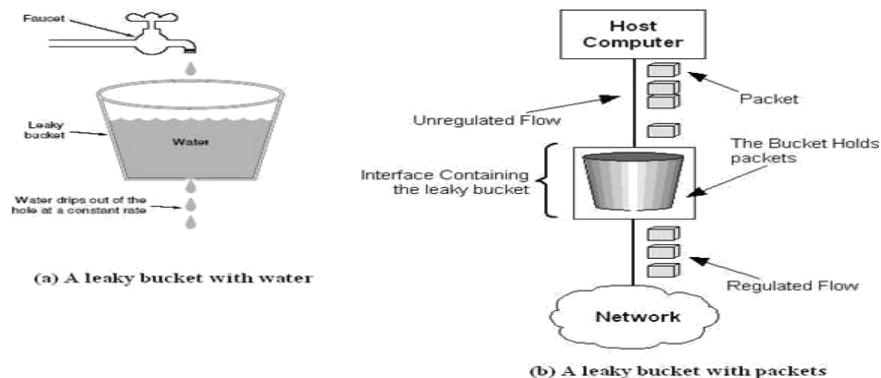 Faucet
Leaky
bucket
Water
Water drips out of the
hole at a constant rate
(a) A leaky bucket with water
Host
Computer
Packet
Unregulated Flow
The Bucket Holds
packets
Interface Containing
the leaky bucket
Regulated Flow
Network
(b) A leaky bucket with packets